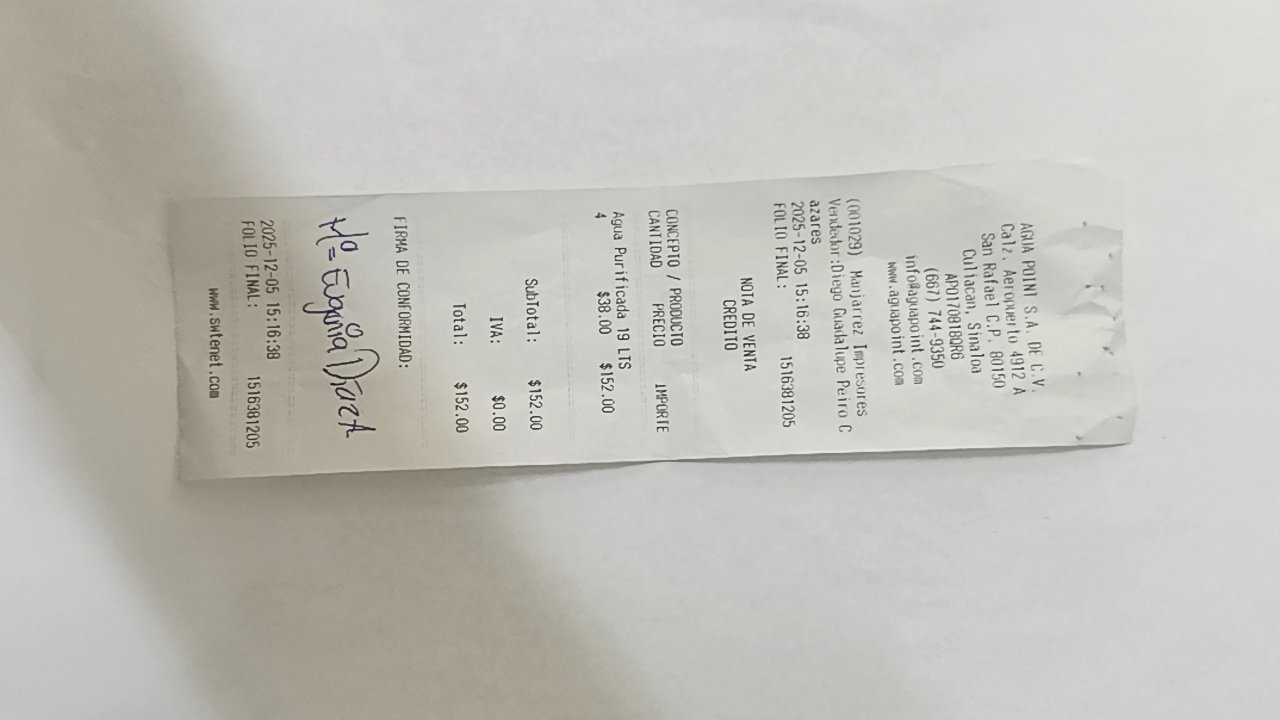 AGUA POINT S.A. DE C.V.
Calz. Aeropuerto 4912 A
San Rafael C.P. 80150
Culiacan, Sinaloa
APO170818QR6
(667) 744-9350
info@aguapoint.com
www.aguapoint.com
(001029) Manjarrez Impresores
Vendedor:Diego Guadalupe Peiro C
azares
2025-12-05 15:16:38
FOLIO FINAL: 1516381205
NOTA DE VENTA
CREDITO
CONCEPTO / PRODUCTO
CANTIDAD PRECIO IMPORTE
Agua Purificada 19 LTS
4 $38.00 $152.00
SubTotal: $152.00
IVA: $0.00
Total: $152.00
FIRMA DE CONFORMIDAD:
Mª= Eugenia Díaz A
2025-12-05 15:16:38
FOLIO FINAL: 1516381205
www.swtenet.com